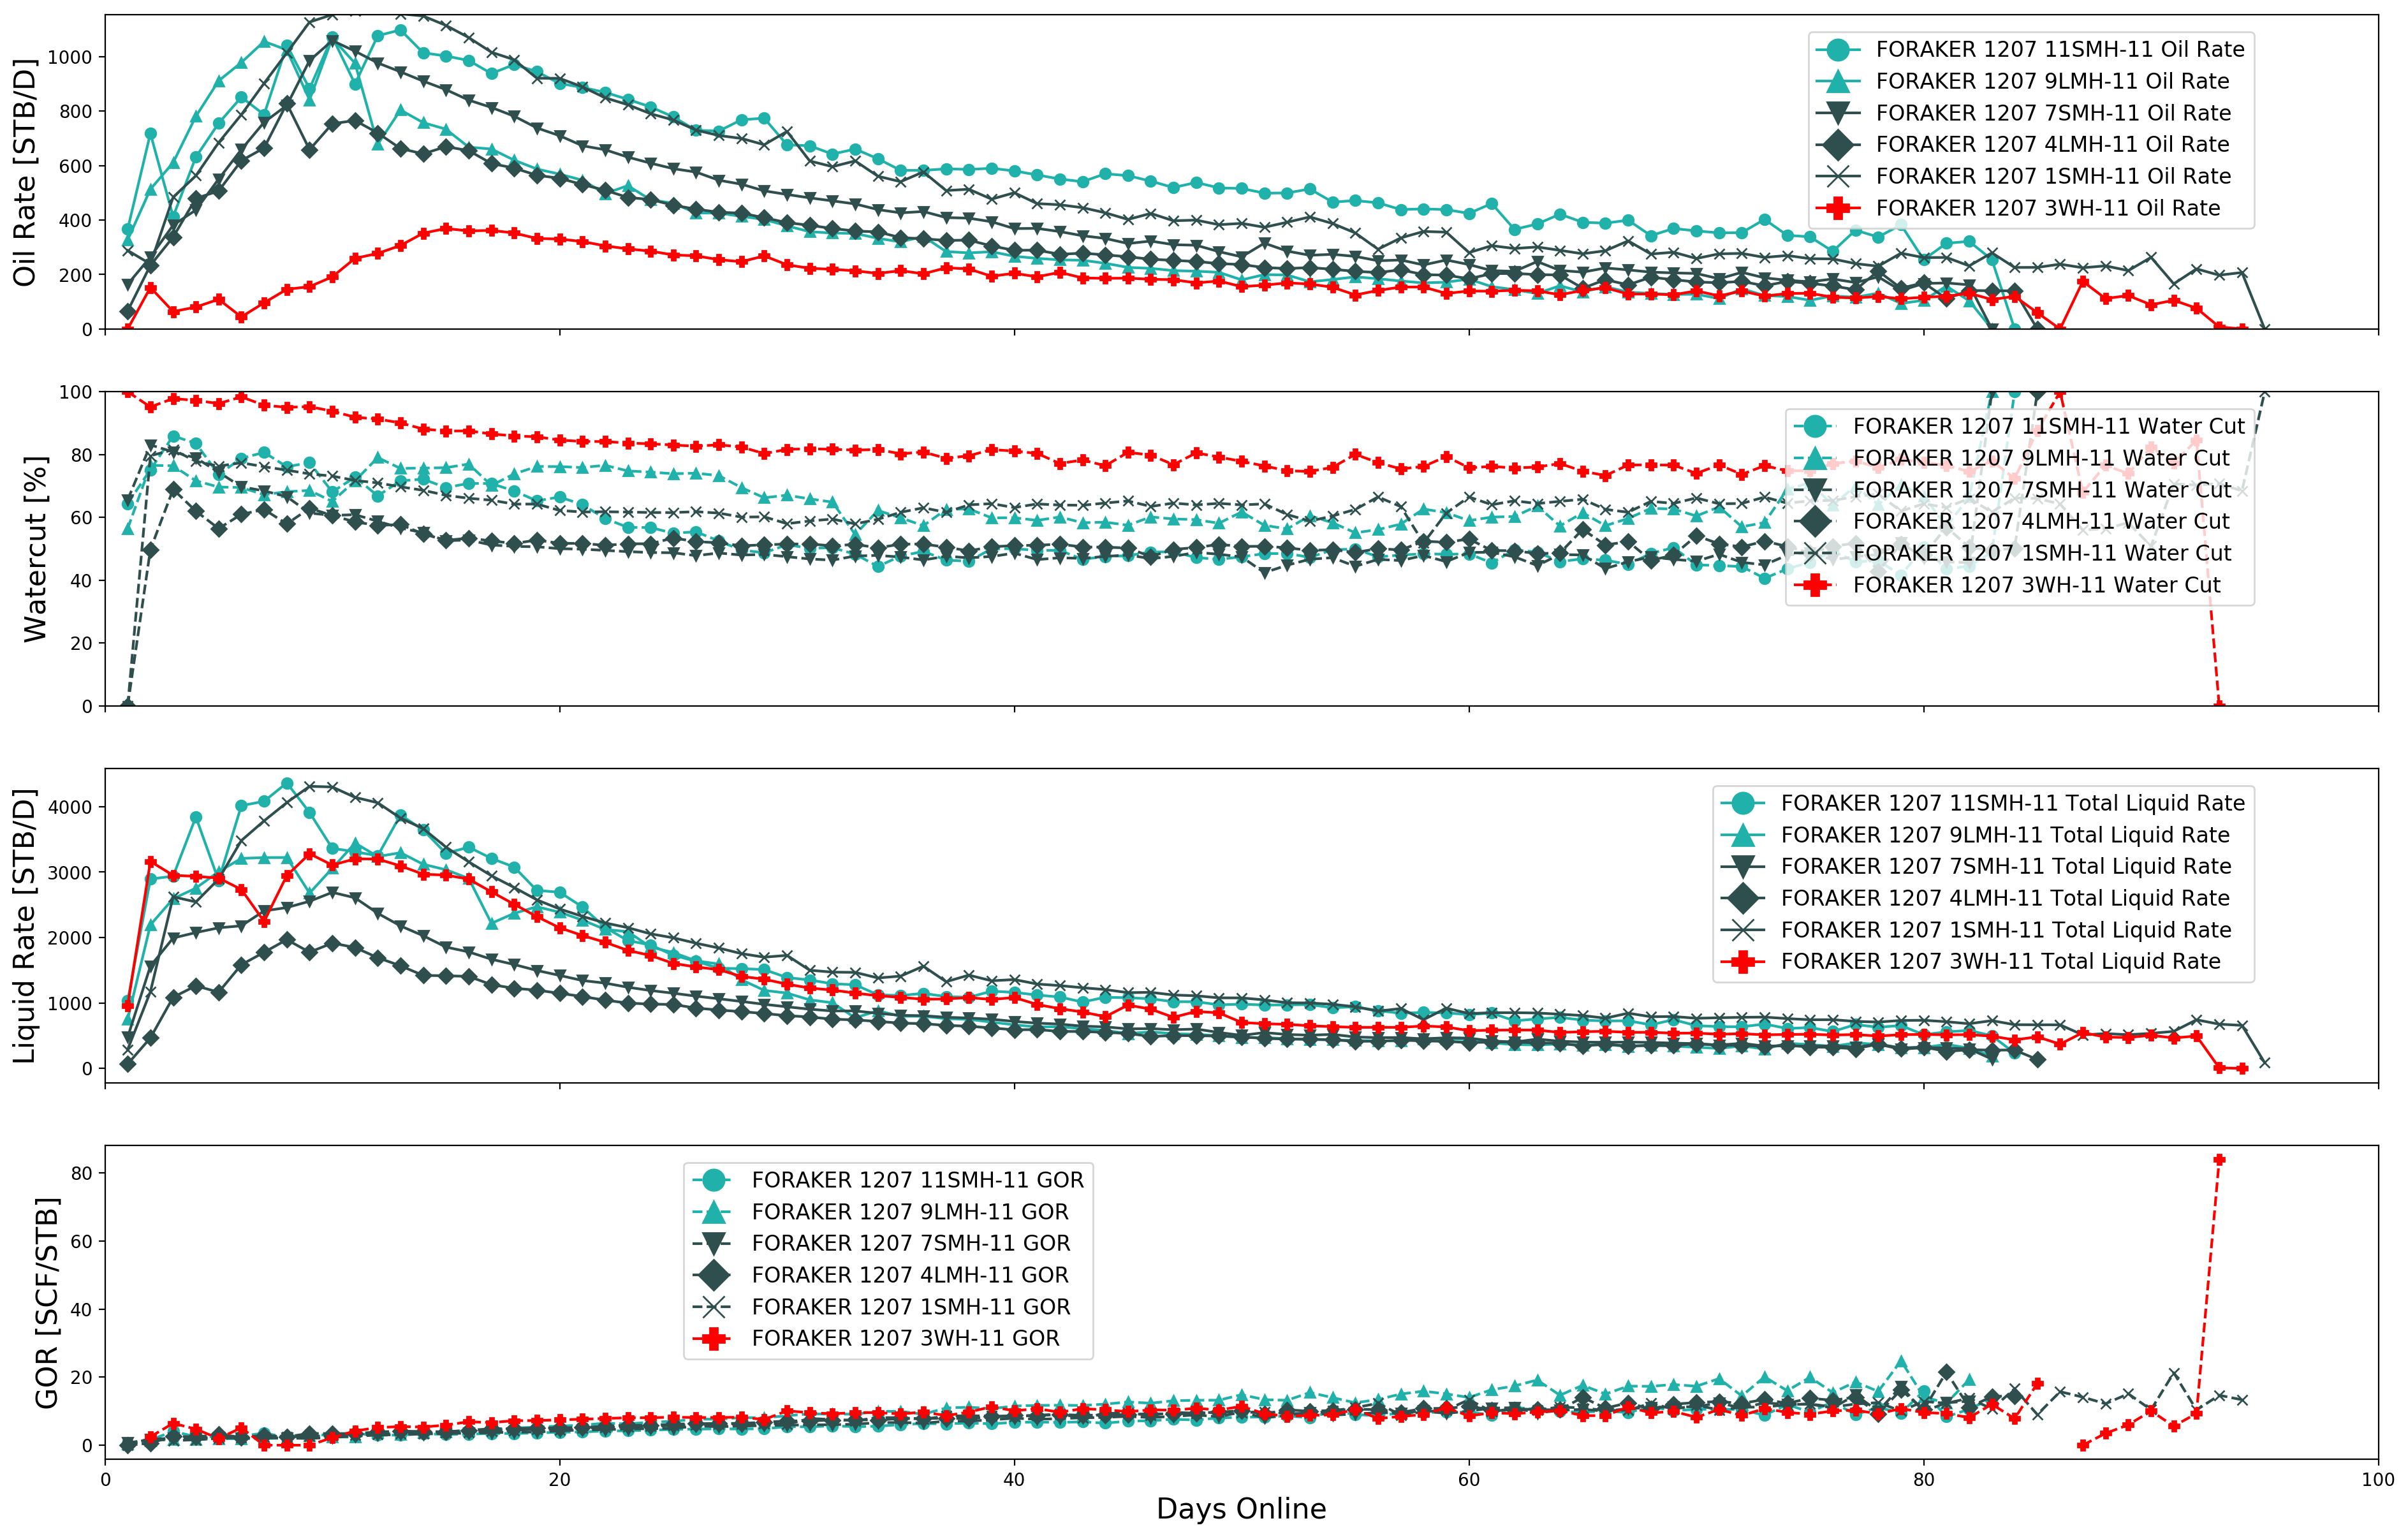 Oil Rate [STB/D]
1000
800
600
400
200
0
FORAKER 1207 11SMH-11 Oil Rate
FORAKER 1207 9LMH-11 Oil Rate
FORAKER 1207 7SMH-11 Oil Rate
FORAKER 1207 4LMH-11 Oil Rate
FORAKER 1207 1SMH-11 Oil Rate
FORAKER 1207 3WH-11 Oil Rate
Watercut [%]
100
80
60
40
20
0
FORAKER 1207 11SMH-11 Water Cut
FORAKER 1207 9LMH-11 Water Cut
FORAKER 1207 7SMH-11 Water Cut
FORAKER 1207 4LMH-11 Water Cut
FORAKER 1207 1SMH-11 Water Cut
FORAKER 1207 3WH-11 Water Cut
Liquid Rate [STB/D]
4000
3000
2000
1000
0
FORAKER 1207 11SMH-11 Total Liquid Rate
FORAKER 1207 9LMH-11 Total Liquid Rate
FORAKER 1207 7SMH-11 Total Liquid Rate
FORAKER 1207 4LMH-11 Total Liquid Rate
FORAKER 1207 1SMH-11 Total Liquid Rate
FORAKER 1207 3WH-11 Total Liquid Rate
GOR [SCF/STB]
80
60
40
20
0
FORAKER 1207 11SMH-11 GOR
FORAKER 1207 9LMH-11 GOR
FORAKER 1207 7SMH-11 GOR
FORAKER 1207 4LMH-11 GOR
FORAKER 1207 1SMH-11 GOR
FORAKER 1207 3WH-11 GOR
0 20 40 60 80 100
Days Online